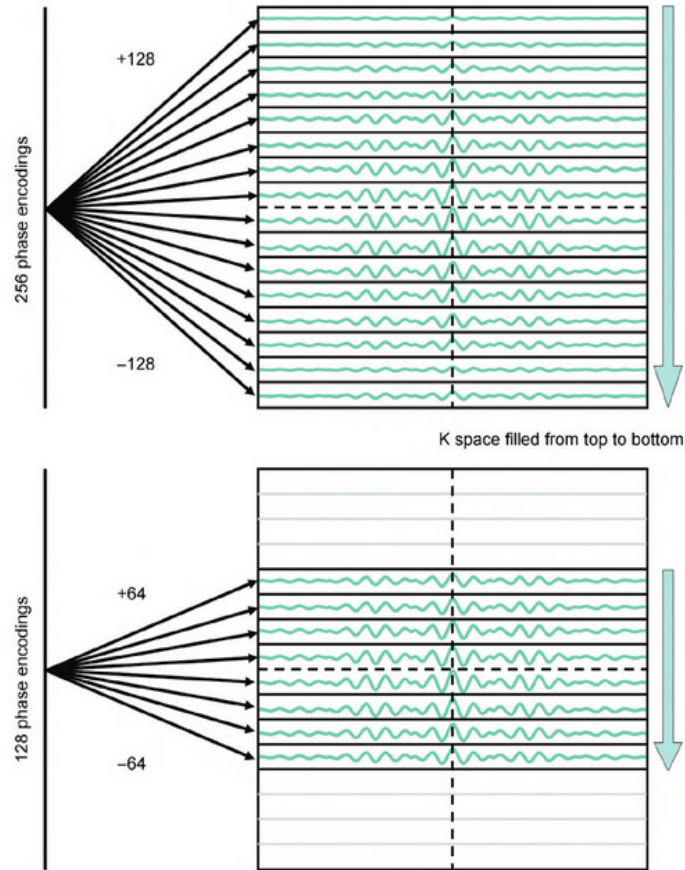 +128
256 phase encodings
−128
K space filled from top to bottom
+64
128 phase encodings
−64